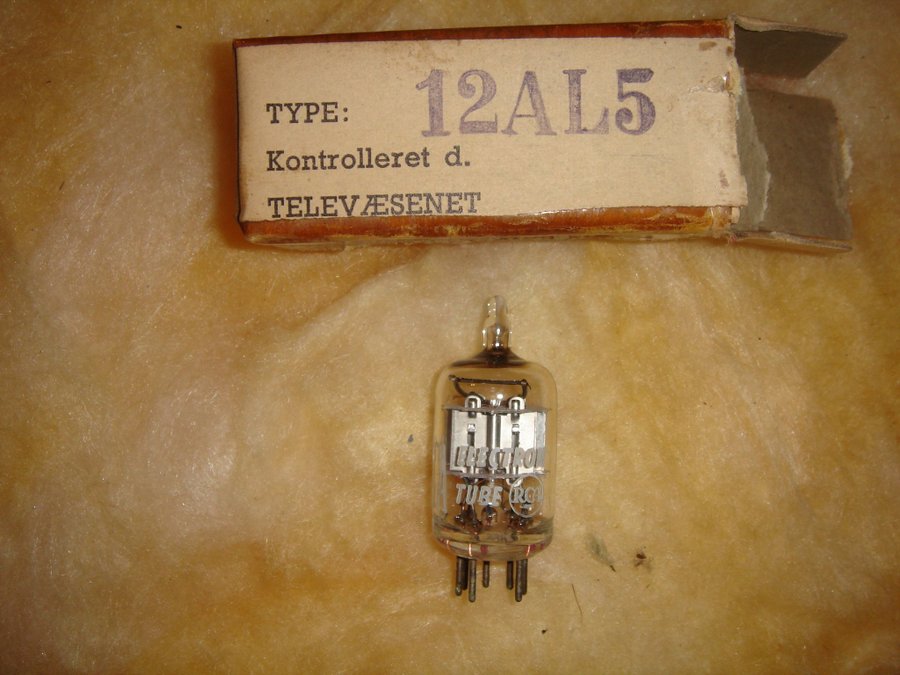 TYPE: 12AL5
Kontrolleret d.
TELEVÆSENET
ELECTRON
TUBE RCA